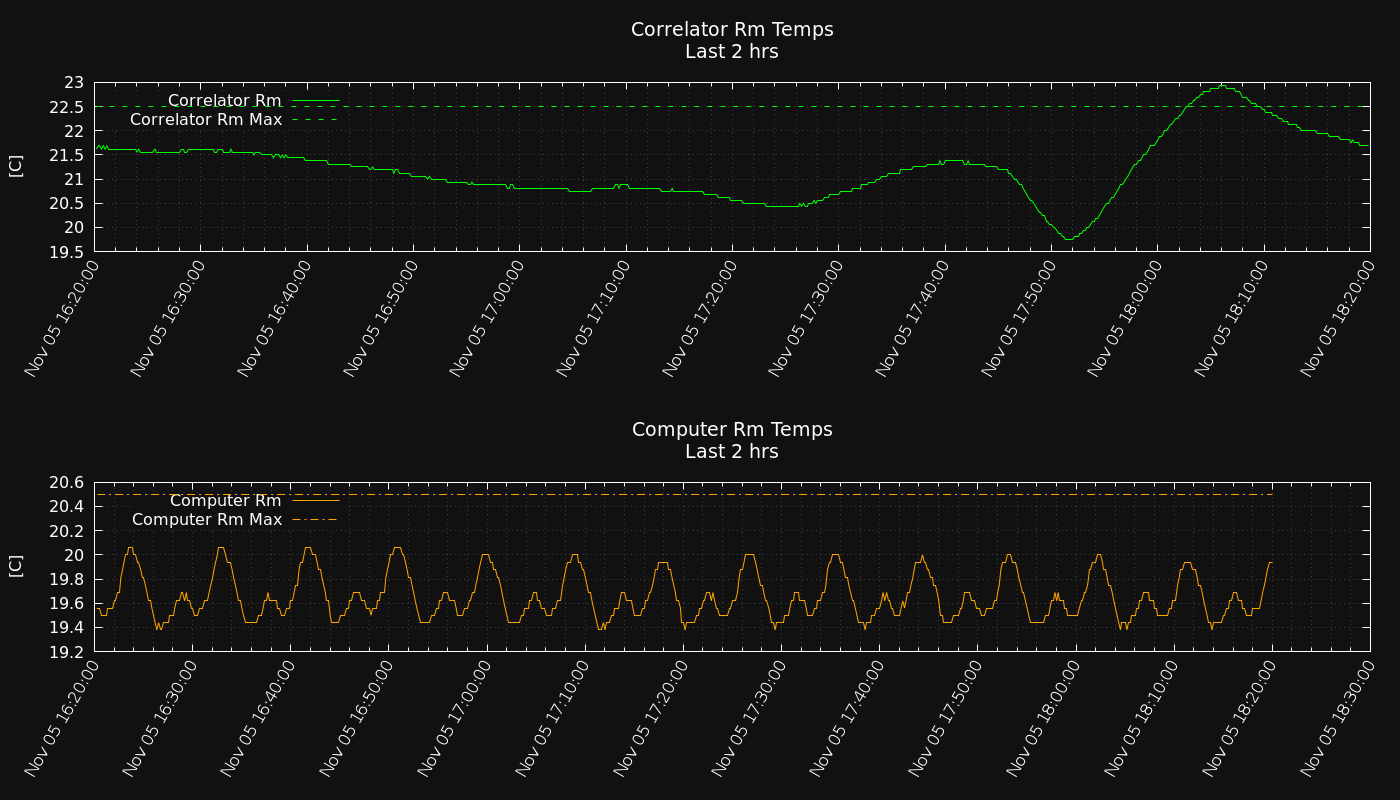 Correlator Rm Temps
Last 2 hrs
23
22.5
22
21.5
21
20.5
20
19.5
[C]
Correlator Rm
Correlator Rm Max
Nov 05 16:20:00
Nov 05 16:30:00
Nov 05 16:40:00
Nov 05 16:50:00
Nov 05 17:00:00
Nov 05 17:10:00
Nov 05 17:20:00
Nov 05 17:30:00
Nov 05 17:40:00
Nov 05 17:50:00
Nov 05 18:00:00
Nov 05 18:10:00
Nov 05 18:20:00
Computer Rm Temps
Last 2 hrs
20.6
20.4
20.2
20
19.8
19.6
19.4
19.2
[C]
Computer Rm
Computer Rm Max
Nov 05 16:20:00
Nov 05 16:30:00
Nov 05 16:40:00
Nov 05 16:50:00
Nov 05 17:00:00
Nov 05 17:10:00
Nov 05 17:20:00
Nov 05 17:30:00
Nov 05 17:40:00
Nov 05 17:50:00
Nov 05 18:00:00
Nov 05 18:10:00
Nov 05 18:20:00
Nov 05 18:30:00